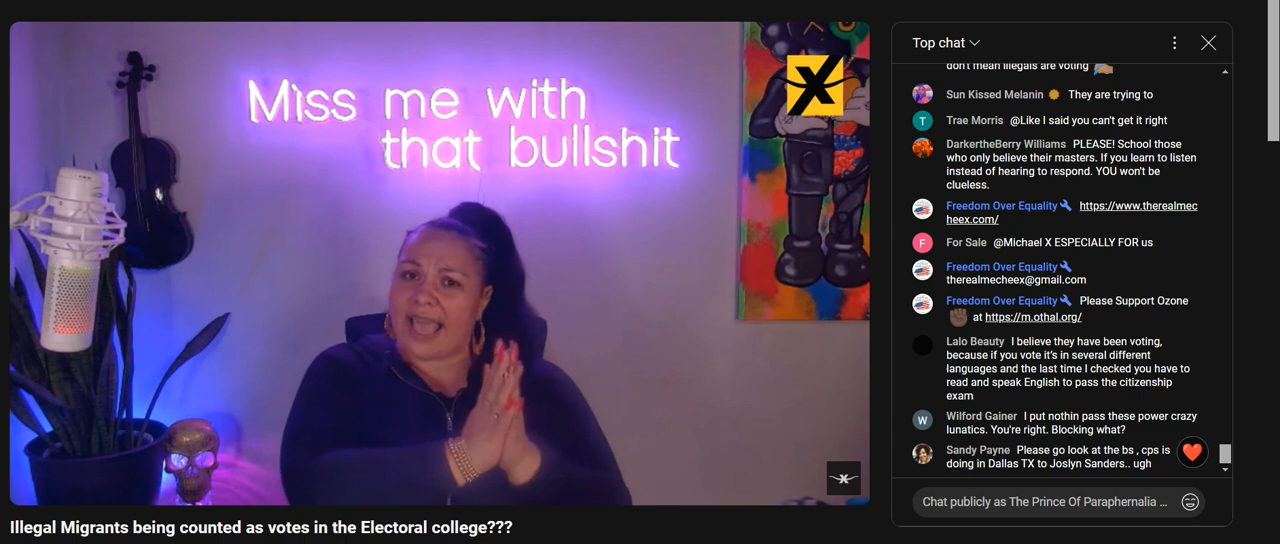 Miss me with
that bullshit
X
Illegal Migrants being counted as votes in the Electoral college???
Top chat
don't mean illegals are voting
Sun Kissed Melanin They are trying to
T
Trae Morris @Like I said you can't get it right
DarkertheBerry Williams PLEASE! School those
who only believe their masters. If you learn to listen
instead of hearing to respond. YOU won't be
clueless.
Freedom Over Equality https://www.therealmec
heex.com/
F
For Sale @Michael X ESPECIALLY FOR us
Freedom Over Equality
therealmecheex@gmail.com
Freedom Over Equality Please Support Ozone
at https://m.othal.org/
Lalo Beauty I believe they have been voting,
because if you vote it's in several different
languages and the last time I checked you have to
read and speak English to pass the citizenship
exam
W
Wilford Gainer I put nothin pass these power crazy
lunatics. You're right. Blocking what?
Sandy Payne Please go look at the bs , cps is
doing in Dallas TX to Joslyn Sanders.. ugh
Chat publicly as The Prince Of Paraphernalia ...